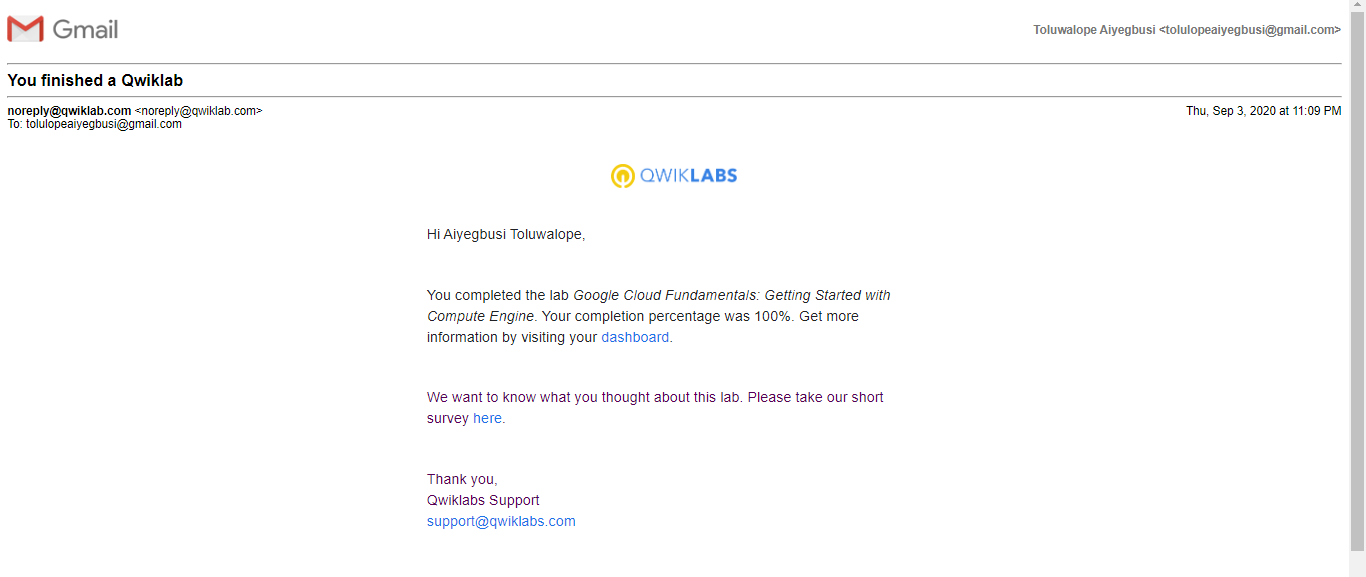 Gmail
Toluwalope Aiyegbusi <tolulopeaiyegbusi@gmail.com>
You finished a Qwiklab
noreply@qwiklab.com <noreply@qwiklab.com>
Thu, Sep 3, 2020 at 11:09 PM
To: tolulopeaiyegbusi@gmail.com
QWIKLABS
Hi Aiyegbusi Toluwalope,
You completed the lab Google Cloud Fundamentals: Getting Started with
Compute Engine. Your completion percentage was 100%. Get more
information by visiting your dashboard.
We want to know what you thought about this lab. Please take our short
survey here.
Thank you,
Qwiklabs Support
support@qwiklabs.com